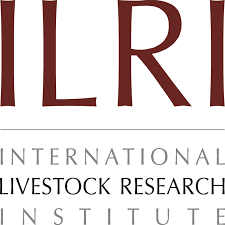 ILRI
INTERNATIONAL
LIVESTOCK RESEARCH
INSTITUTE